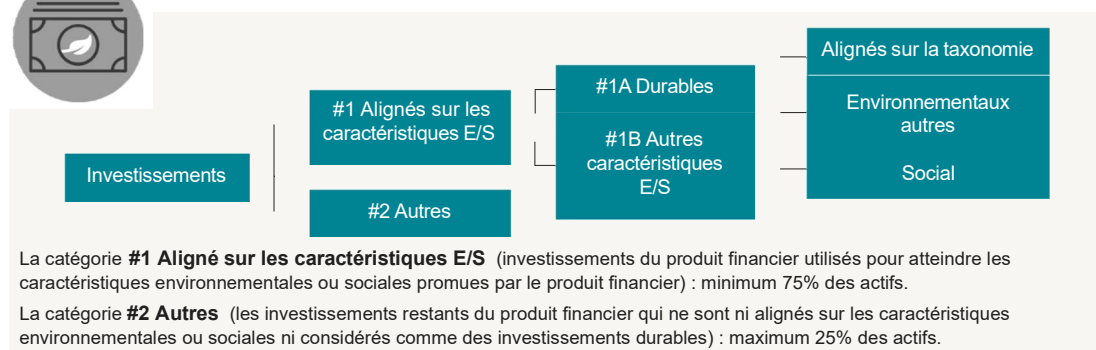 Investissements
#1 Alignés sur les
caractéristiques E/S
#2 Autres
#1A Durables
#1B Autres
caractéristiques
E/S
Alignés sur la taxonomie
Environnementaux
autres
Social
La catégorie #1 Aligné sur les caractéristiques E/S (investissements du produit financier utilisés pour atteindre les
caractéristiques environnementales ou sociales promues par le produit financier) : minimum 75% des actifs.
La catégorie #2 Autres (les investissements restants du produit financier qui ne sont ni alignés sur les caractéristiques
environnementales ou sociales ni considérés comme des investissements durables) : maximum 25% des actifs.